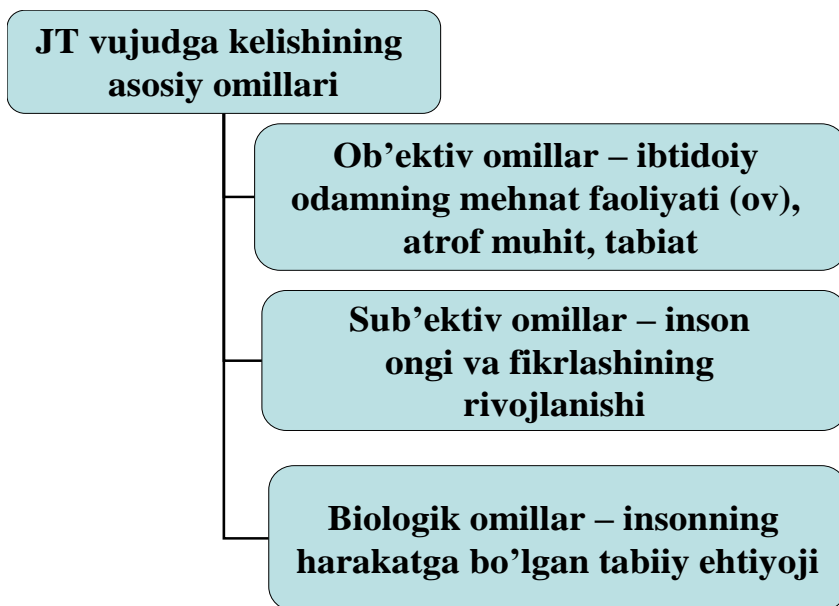 JT vujudga kelishining
asosiy omillari
Ob’ektiv omillar – ibtidoiy
odamning mehnat faoliyati (ov),
atrof muhit, tabiat
Sub’ektiv omillar – inson
ongi va fikrlashining
rivojlanishi
Biologik omillar – insonning
harakatga bo’lgan tabiiy ehtiyoji